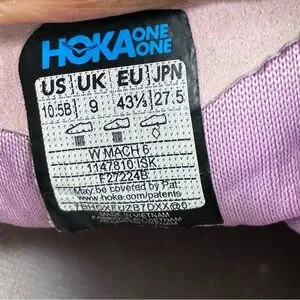 HOKA ONE ONE
US UK EU JPN
10.5B 9 43⅓ 27.5
W MACH 6
1147810 ISK
F27224B
May be covered by Pat:
www.hoka.com/patents
MADE IN VIETNAM